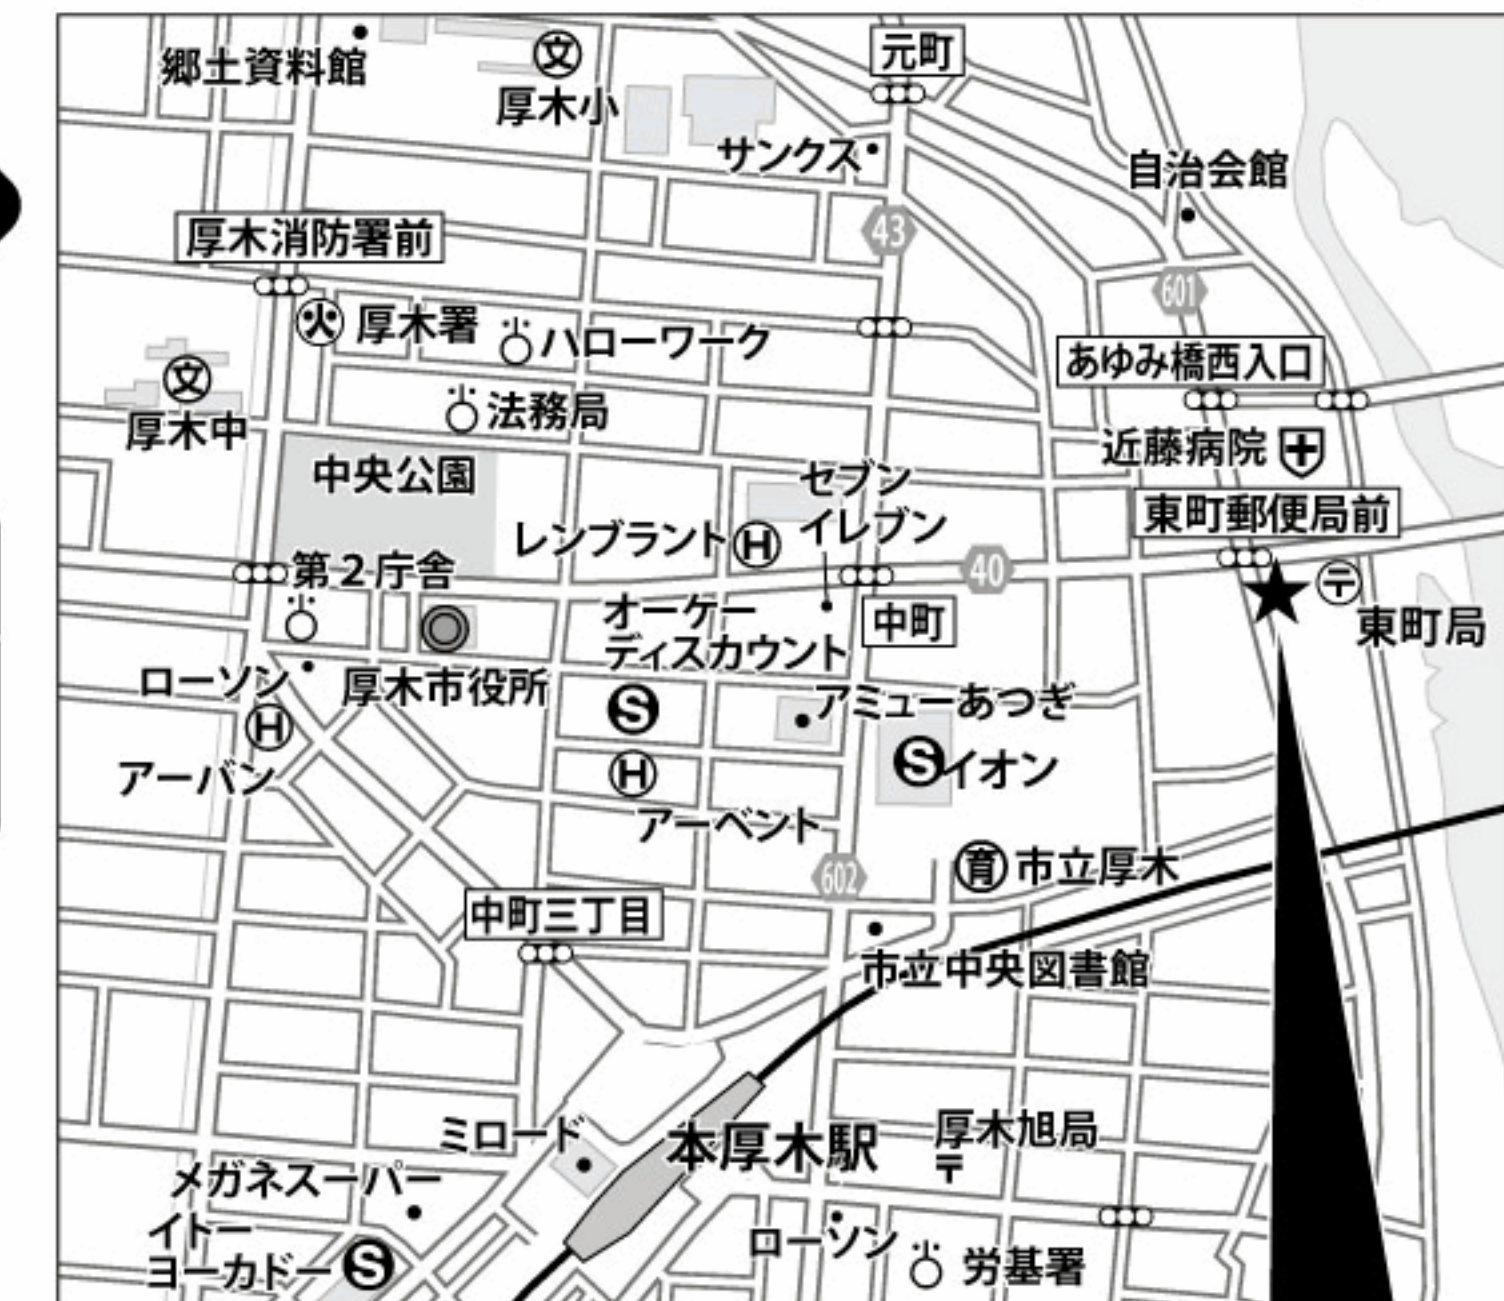 郷土資料館
文
厚木小
元町
サンクス
自治会館
43
厚木消防署前
601
火
厚木署
ハローワーク
あゆみ橋西入口
文
厚木中
法務局
近藤病院
中央公園
セブン
イレブン
東町郵便局前
レンブラント
H
40
第2庁舎
オーケー
ディスカウント
中町
〒
東町局
ローソン
厚木市役所
H
S
アミューあつぎ
アーバン
H
S
イオン
アーベント
602
育
市立厚木
中町三丁目
市立中央図書館
ミロード
本厚木駅
厚木旭局
〒
メガネスーパー
イトー
ヨーカドー
S
ローソン
労基署